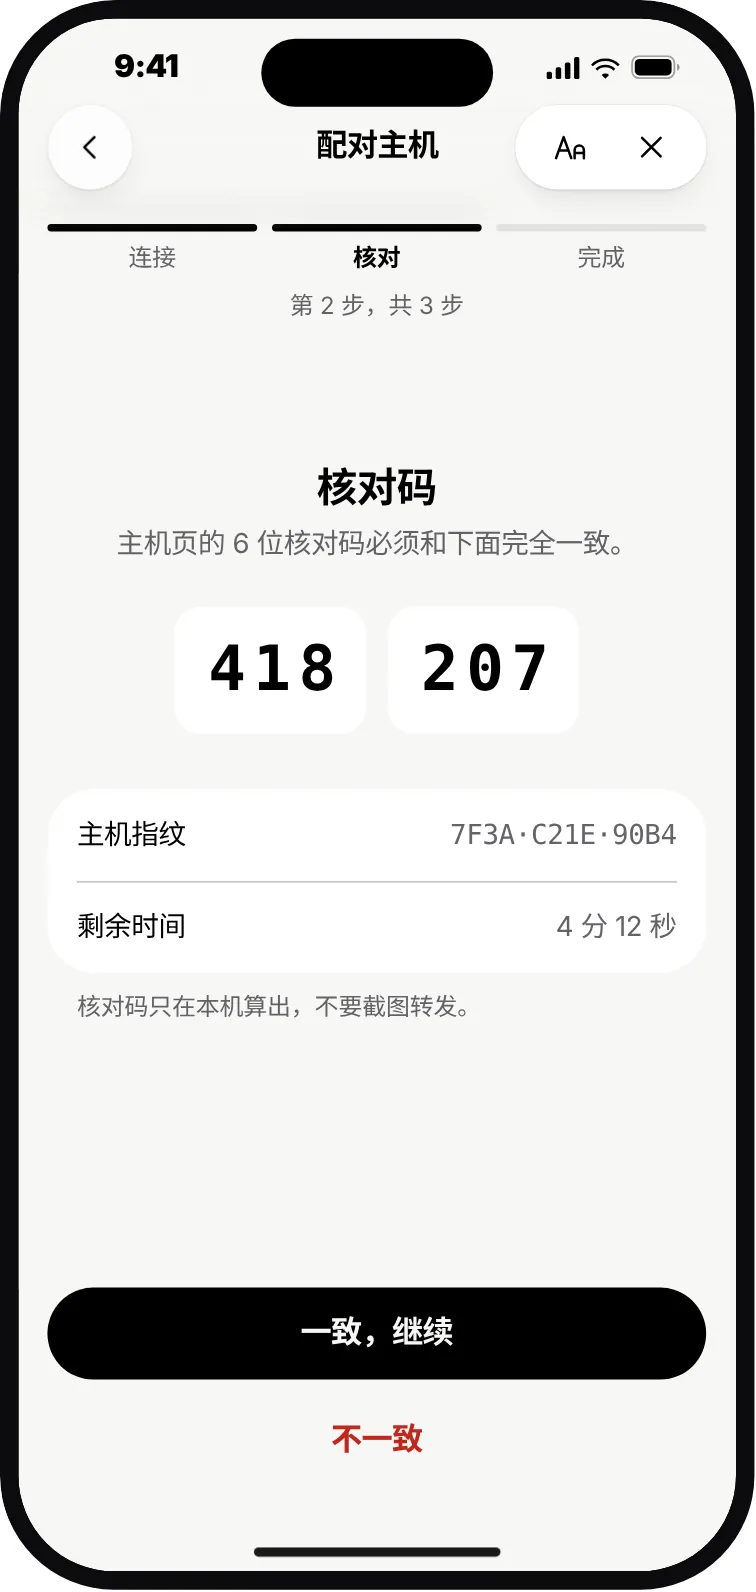 9:41
配对主机
AA
连接
核对
完成
第 2 步，共 3 步
核对码
主机页的 6 位核对码必须和下面完全一致。
418 207
主机指纹 7F3A·C21E·90B4
剩余时间 4 分 12 秒
核对码只在本机算出，不要截图转发。
一致，继续
不一致